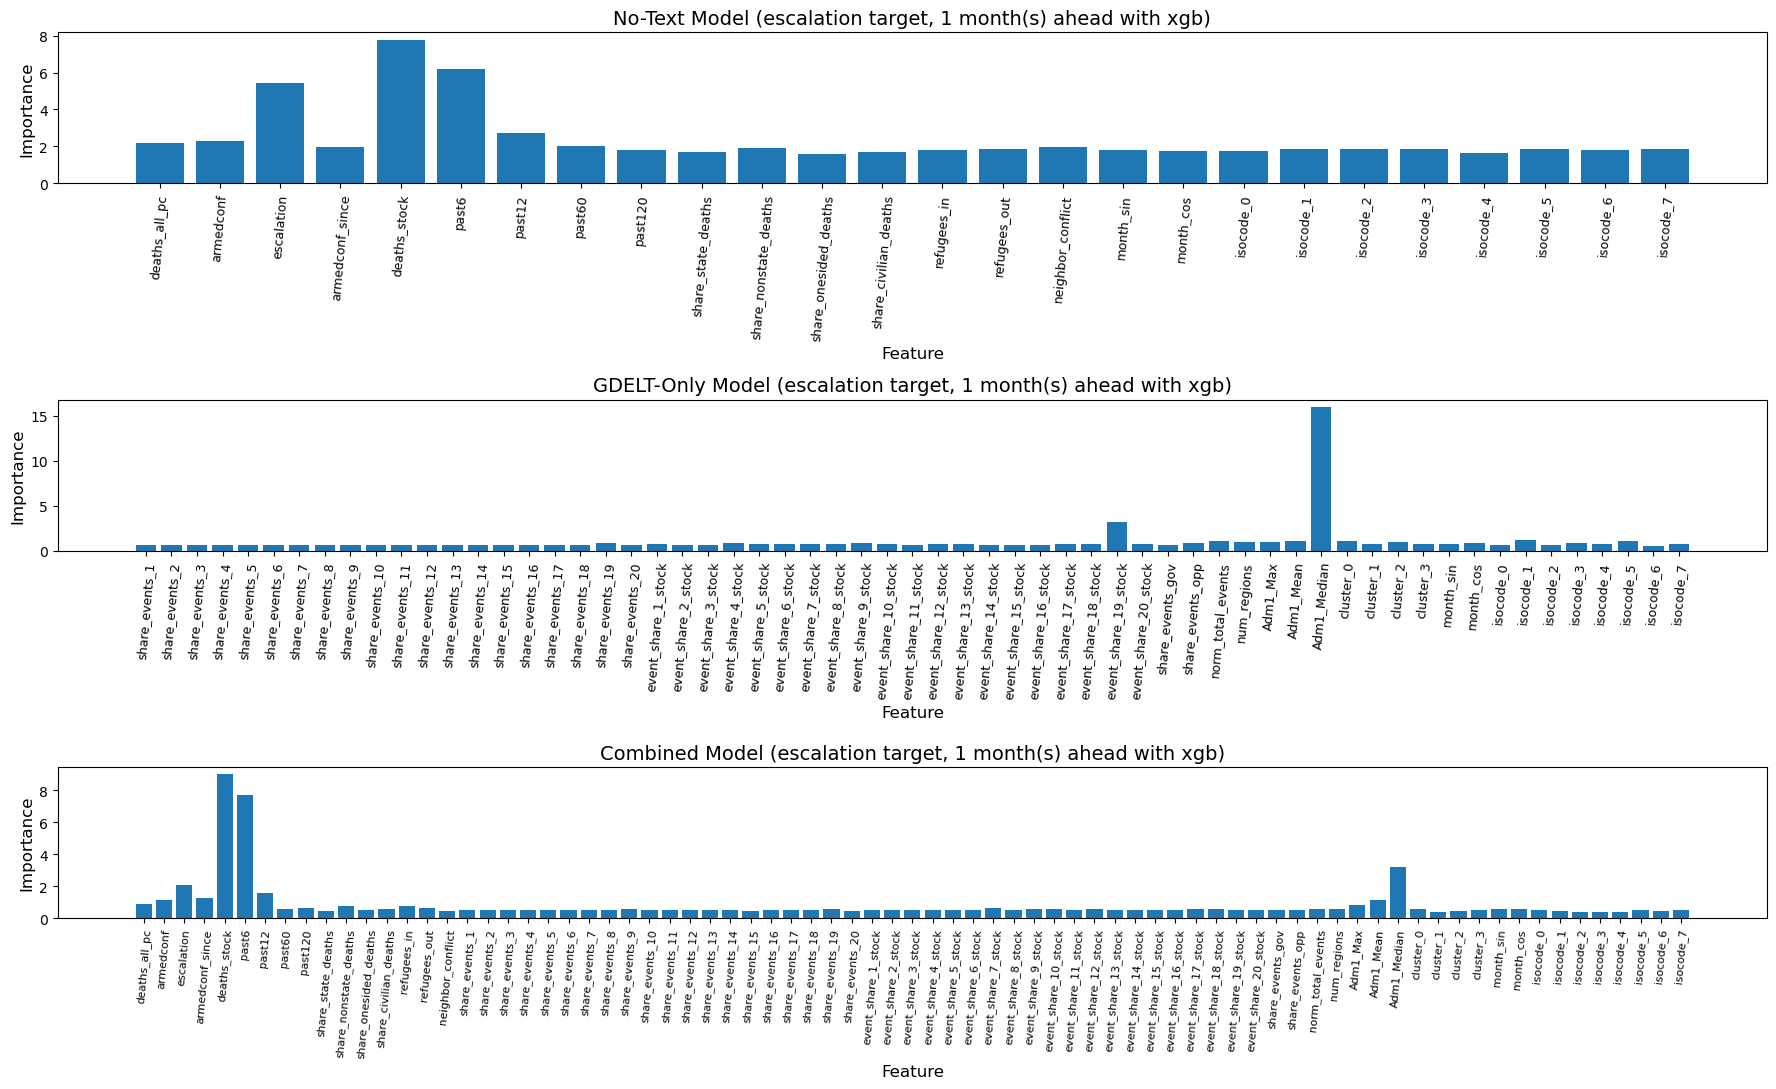 No-Text Model (escalation target, 1 month(s) ahead with xgb)
Importance
8
6
4
2
0
deaths_all_pc
armedconf
escalation
armedconf_since
deaths_stock
past6
past12
past60
past120
share_state_deaths
share_nonstate_deaths
share_onesided_deaths
share_civilian_deaths
refugees_in
refugees_out
neighbor_conflict
month_sin
month_cos
isocode_0
isocode_1
isocode_2
isocode_3
isocode_4
isocode_5
isocode_6
isocode_7
Feature
GDELT-Only Model (escalation target, 1 month(s) ahead with xgb)
Importance
15
10
5
0
share_events_1
share_events_2
share_events_3
share_events_4
share_events_5
share_events_6
share_events_7
share_events_8
share_events_9
share_events_10
share_events_11
share_events_12
share_events_13
share_events_14
share_events_15
share_events_16
share_events_17
share_events_18
share_events_19
share_events_20
event_share_1_stock
event_share_2_stock
event_share_3_stock
event_share_4_stock
event_share_5_stock
event_share_6_stock
event_share_7_stock
event_share_8_stock
event_share_9_stock
event_share_10_stock
event_share_11_stock
event_share_12_stock
event_share_13_stock
event_share_14_stock
event_share_15_stock
event_share_16_stock
event_share_17_stock
event_share_18_stock
event_share_19_stock
event_share_20_stock
share_events_gov
share_events_opp
norm_total_events
num_regions
Adm1_Max
Adm1_Mean
Adm1_Median
cluster_0
cluster_1
cluster_2
cluster_3
month_sin
month_cos
isocode_0
isocode_1
isocode_2
isocode_3
isocode_4
isocode_5
isocode_6
isocode_7
Feature
Combined Model (escalation target, 1 month(s) ahead with xgb)
Importance
8
6
4
2
0
deaths_all_pc
armedconf
escalation
armedconf_since
deaths_stock
past6
past12
past60
past120
share_state_deaths
share_nonstate_deaths
share_onesided_deaths
share_civilian_deaths
refugees_in
refugees_out
neighbor_conflict
share_events_1
share_events_2
share_events_3
share_events_4
share_events_5
share_events_6
share_events_7
share_events_8
share_events_9
share_events_10
share_events_11
share_events_12
share_events_13
share_events_14
share_events_15
share_events_16
share_events_17
share_events_18
share_events_19
share_events_20
event_share_1_stock
event_share_2_stock
event_share_3_stock
event_share_4_stock
event_share_5_stock
event_share_6_stock
event_share_7_stock
event_share_8_stock
event_share_9_stock
event_share_10_stock
event_share_11_stock
event_share_12_stock
event_share_13_stock
event_share_14_stock
event_share_15_stock
event_share_16_stock
event_share_17_stock
event_share_18_stock
event_share_19_stock
event_share_20_stock
share_events_gov
share_events_opp
norm_total_events
num_regions
Adm1_Max
Adm1_Mean
Adm1_Median
cluster_0
cluster_1
cluster_2
cluster_3
month_sin
month_cos
isocode_0
isocode_1
isocode_2
isocode_3
isocode_4
isocode_5
isocode_6
isocode_7
Feature